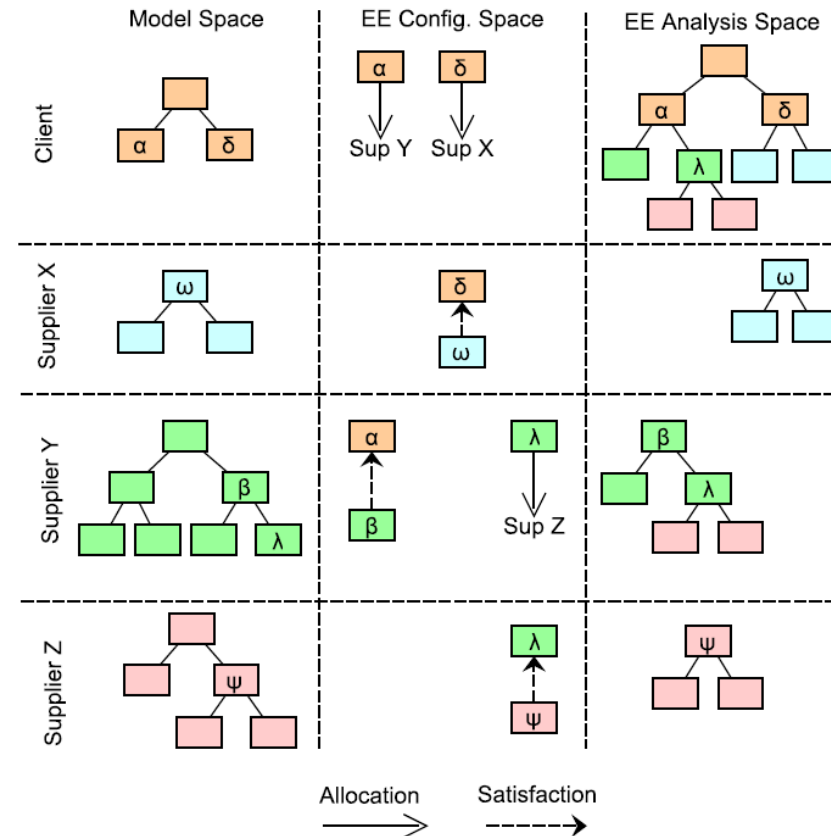 Model Space
EE Config. Space
EE Analysis Space
Client
α
δ
α
δ
Sup Y
Sup X
α
δ
λ
Supplier X
ω
δ
ω
ω
Supplier Y
β
λ
α
λ
β
Sup Z
β
λ
Supplier Z
ψ
λ
ψ
ψ
Allocation
Satisfaction